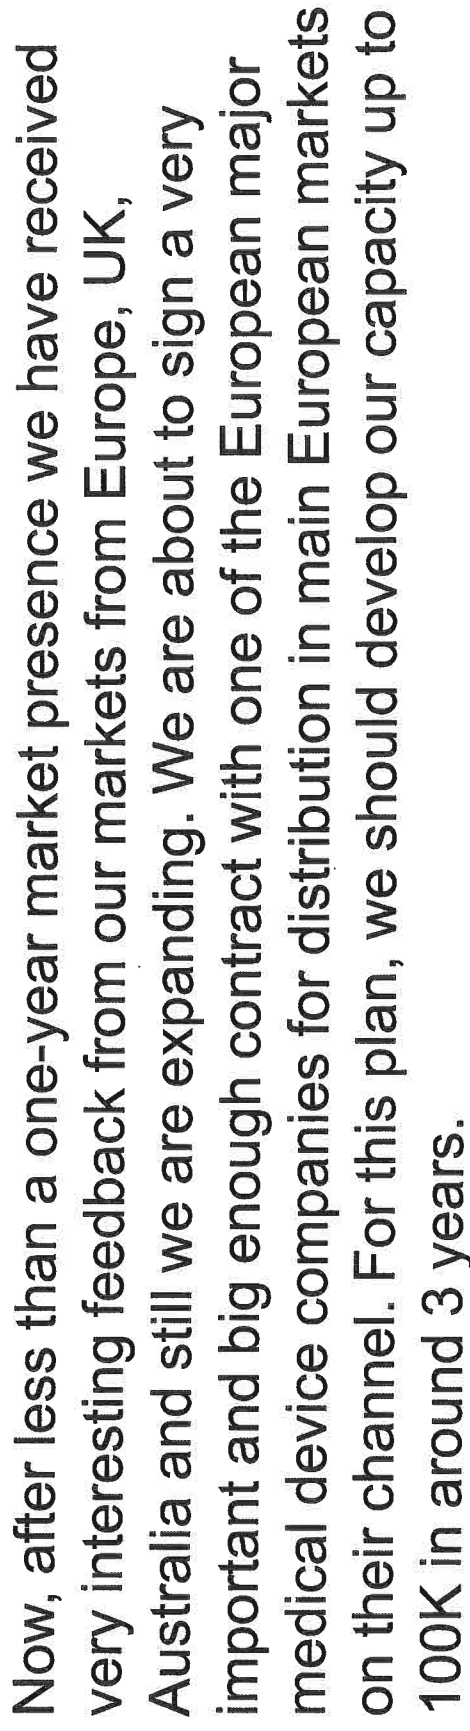 Now, after less than a one-year market presence we have received
very interesting feedback from our markets from Europe, UK,
Australia and still we are expanding. We are about to sign a very
important and big enough contract with one of the European major
medical device companies for distribution in main European markets
on their channel. For this plan, we should develop our capacity up to
100K in around 3 years.